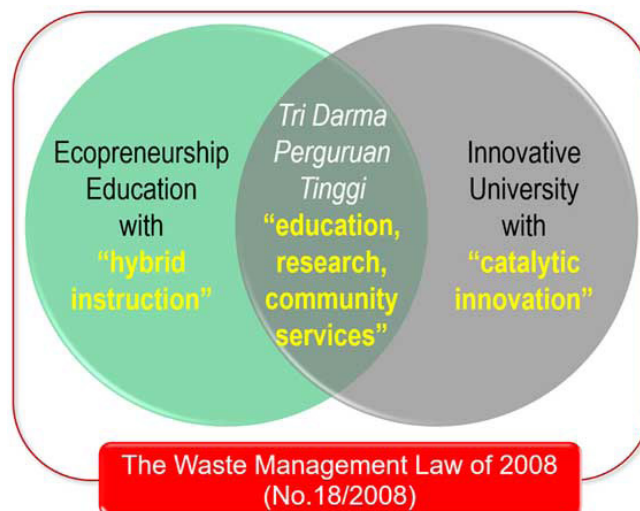 Ecopreneurship
Education
with
“hybrid
instruction”
Tri Darma
Perguruan
Tinggi
“education,
research,
community
services”
Innovative
University
with
“catalytic
innovation”
The Waste Management Law of 2008
(No.18/2008)